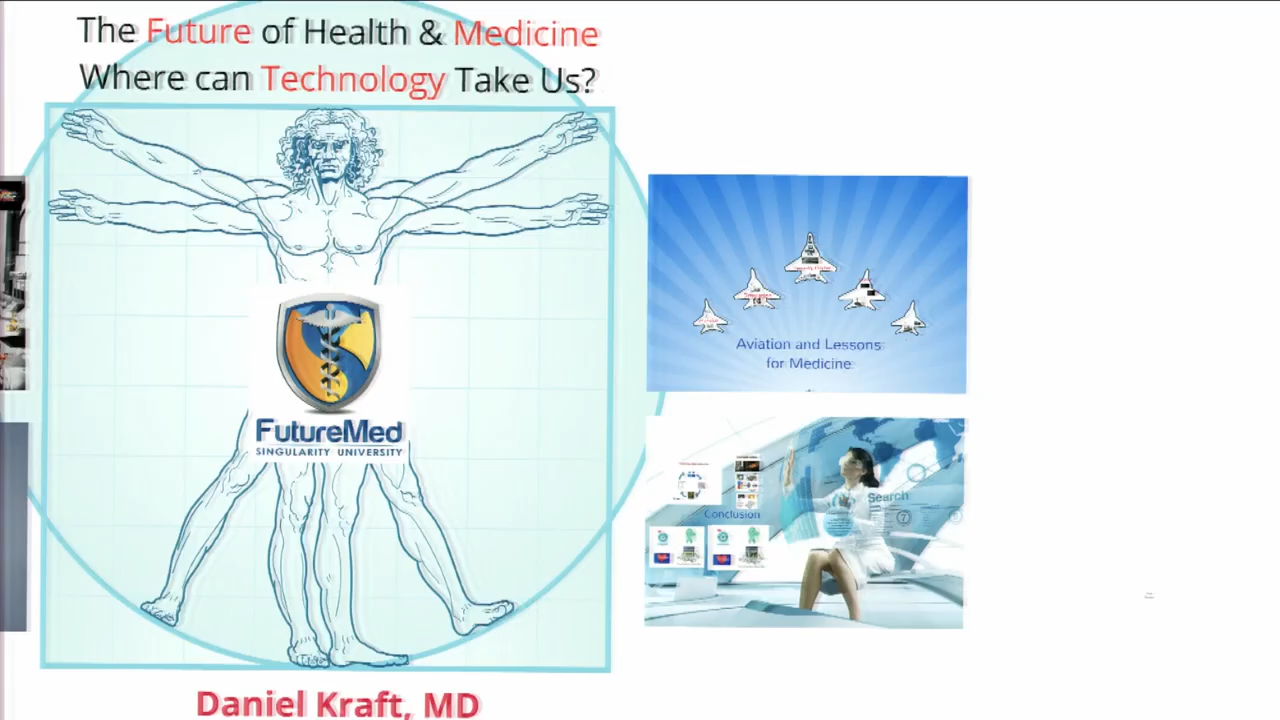 The Future of Health & Medicine
Where can Technology Take Us?
FutureMed
SINGULARITY UNIVERSITY
Daniel Kraft, MD
Aviation and Lessons
for Medicine
Search
Conclusion